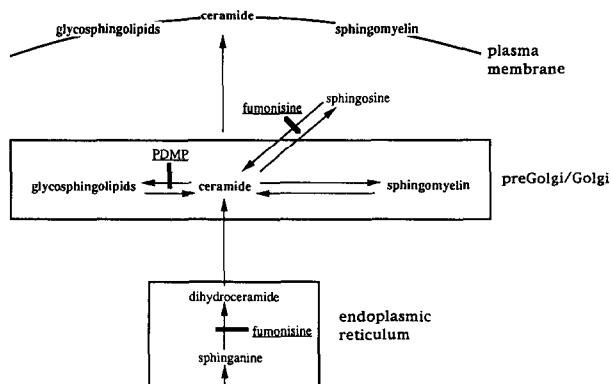 ceramide
glycosphingolipids
sphingomyelin
plasma
membrane
fumonisine
sphingosine
PDMP
glycosphingolipids
ceramide
sphingomyelin
preGolgi/Golgi
dihydroceramide
fumonisine
sphinganine
endoplasmic
reticulum